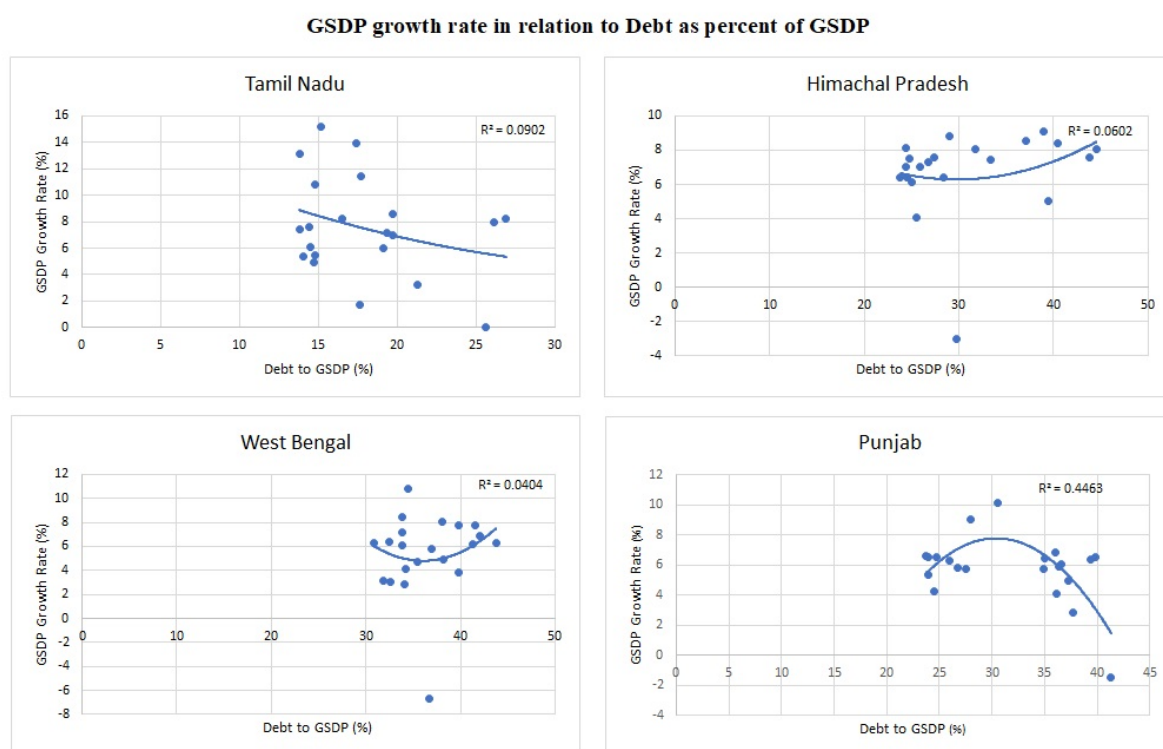 GSDP growth rate in relation to Debt as percent of GSDP
Tamil Nadu
R² = 0.0902
GSDP Growth Rate (%)
16
14
12
10
8
6
4
2
0
0 5 10 15 20 25 30
Debt to GSDP (%)
Himachal Pradesh
R² = 0.0602
GSDP Growth Rate (%)
10
8
6
4
2
0
-2
-4
0 10 20 30 40 50
Debt to GSDP (%)
West Bengal
R² = 0.0404
GSDP Growth Rate (%)
12
10
8
6
4
2
0
-2
-4
-6
-8
0 10 20 30 40 50
Debt to GSDP (%)
Punjab
R² = 0.4463
GSDP Growth Rate (%)
12
10
8
6
4
2
0
-2
-4
0 5 10 15 20 25 30 35 40 45
Debt to GSDP (%)